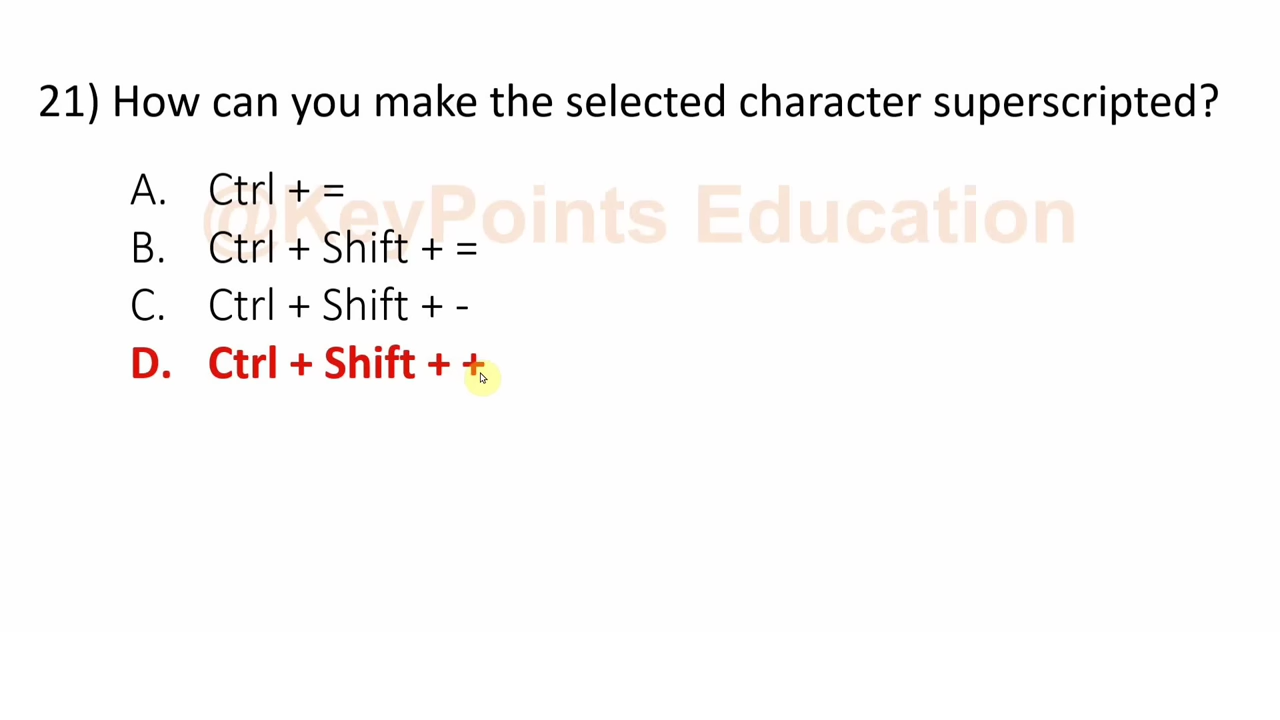 21) How can you make the selected character superscripted?
@KeyPoints Education
A. Ctrl + =
B. Ctrl + Shift + =
C. Ctrl + Shift + -
D. Ctrl + Shift + +